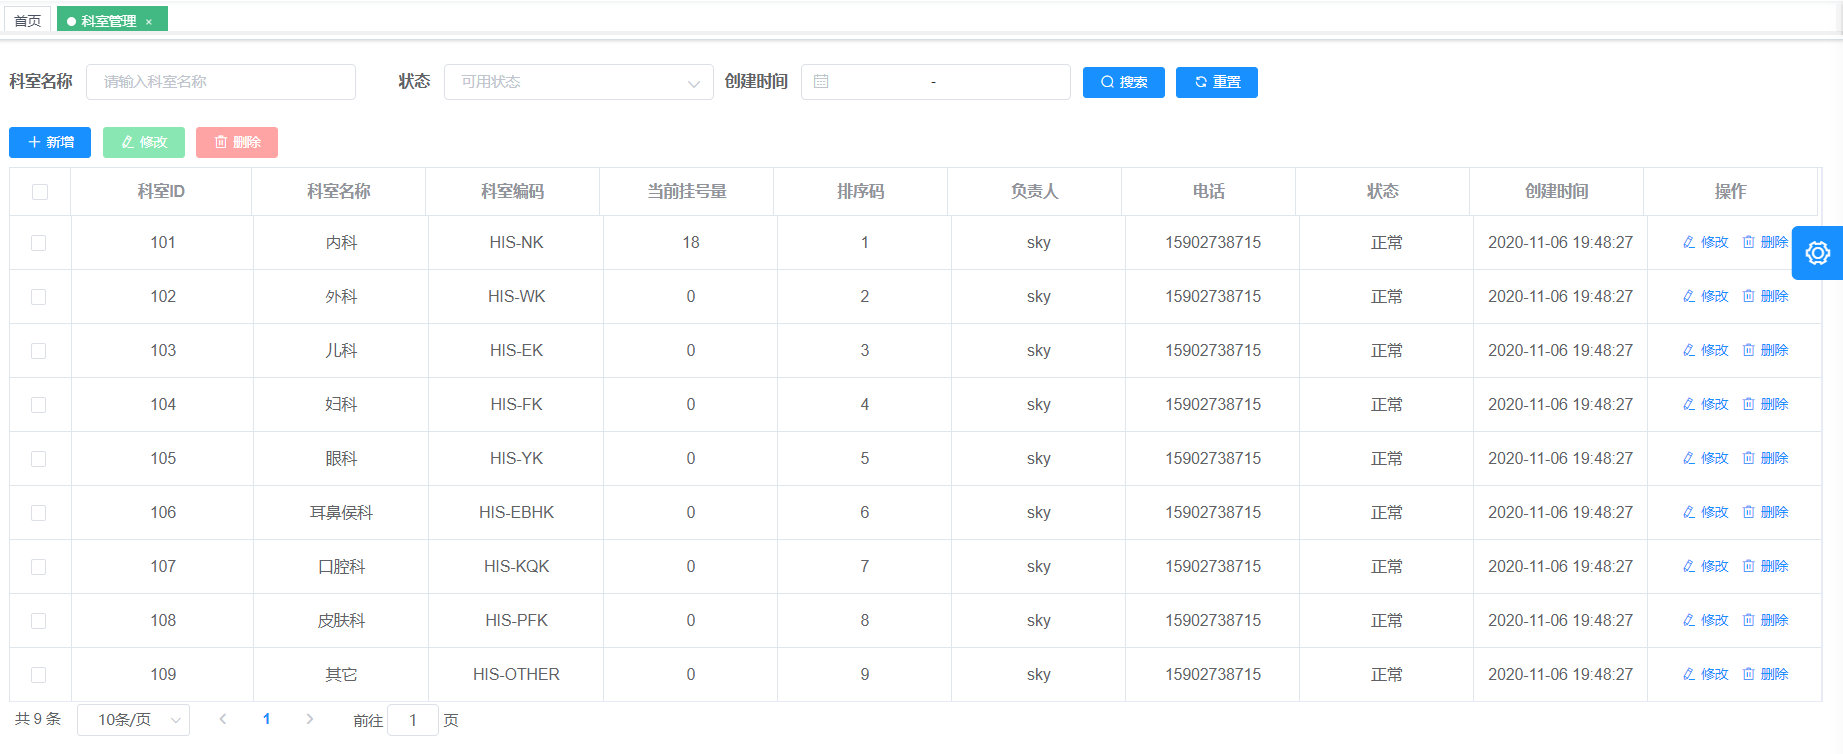 首页 科室管理 ×
科室名称 请输入科室名称 状态 可用状态 创建时间 - 搜索 重置
新增 修改 删除
科室ID 科室名称 科室编码 当前挂号量 排序码 负责人 电话 状态 创建时间 操作
101 内科 HIS-NK 18 1 sky 15902738715 正常 2020-11-06 19:48:27 修改 删除
102 外科 HIS-WK 0 2 sky 15902738715 正常 2020-11-06 19:48:27 修改 删除
103 儿科 HIS-EK 0 3 sky 15902738715 正常 2020-11-06 19:48:27 修改 删除
104 妇科 HIS-FK 0 4 sky 15902738715 正常 2020-11-06 19:48:27 修改 删除
105 眼科 HIS-YK 0 5 sky 15902738715 正常 2020-11-06 19:48:27 修改 删除
106 耳鼻侯科 HIS-EBHK 0 6 sky 15902738715 正常 2020-11-06 19:48:27 修改 删除
107 口腔科 HIS-KQK 0 7 sky 15902738715 正常 2020-11-06 19:48:27 修改 删除
108 皮肤科 HIS-PFK 0 8 sky 15902738715 正常 2020-11-06 19:48:27 修改 删除
109 其它 HIS-OTHER 0 9 sky 15902738715 正常 2020-11-06 19:48:27 修改 删除
共 9 条 10条/页 1 前往 1 页